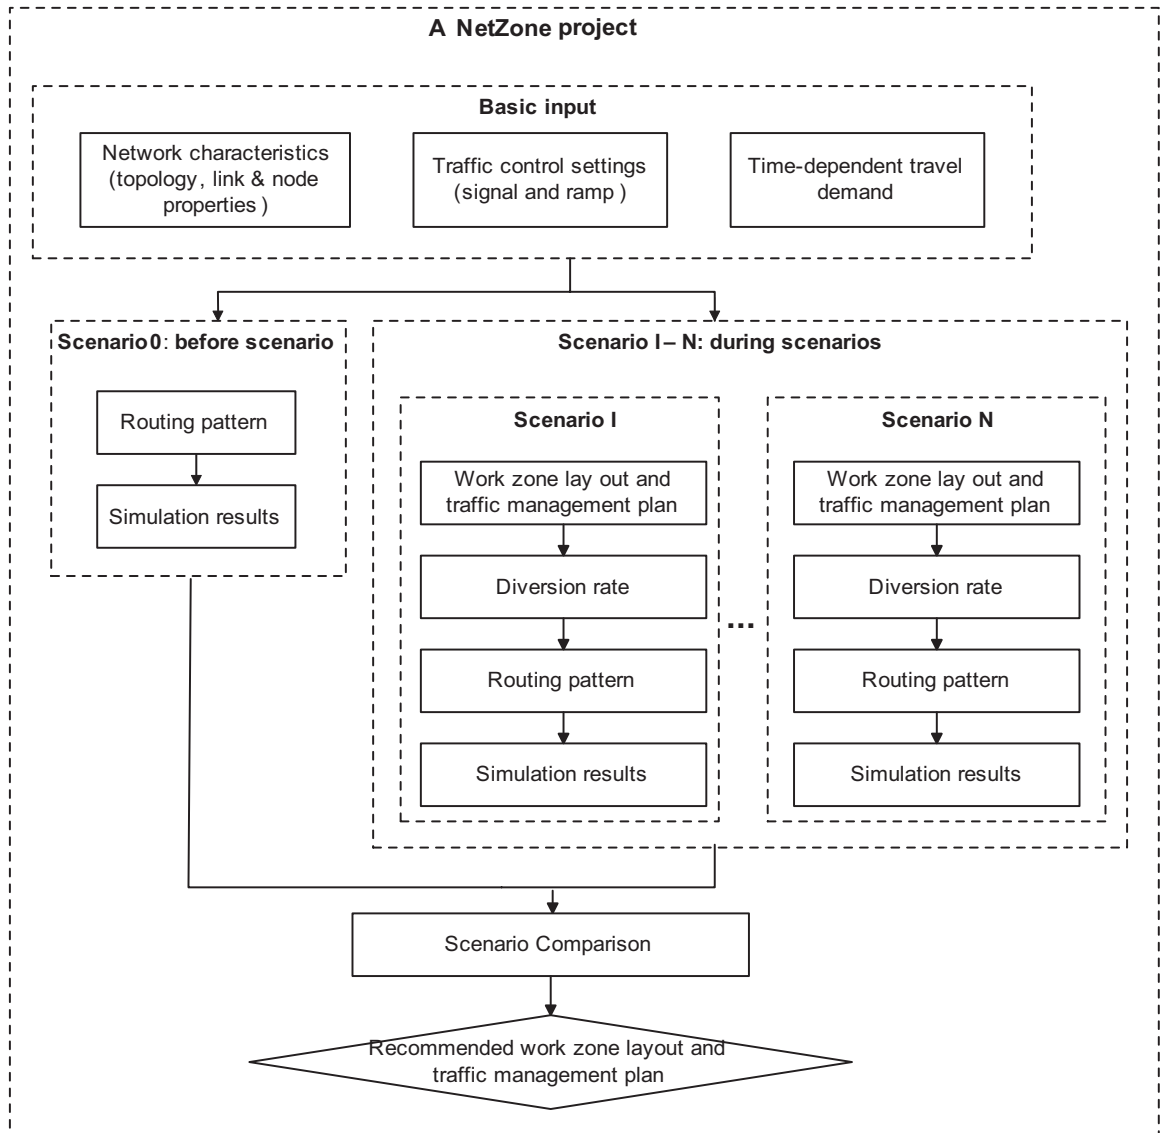 A NetZone project
Basic input
Network characteristics
(topology, link & node
properties)
Traffic control settings
(signal and ramp)
Time-dependent travel
demand
Scenario 0: before scenario
Routing pattern
Simulation results
Scenario I – N: during scenarios
Scenario I
Work zone lay out and
traffic management plan
Diversion rate
Routing pattern
Simulation results
...
Scenario N
Work zone lay out and
traffic management plan
Diversion rate
Routing pattern
Simulation results
Scenario Comparison
Recommended work zone layout and
traffic management plan